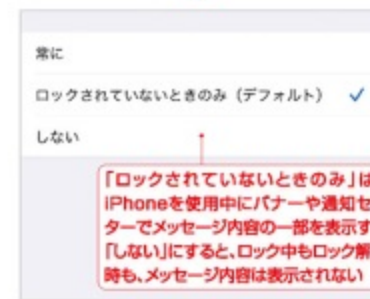 常に
ロックされていないときのみ（デフォルト）
しない
「ロックされていないときのみ」は
iPhoneを使用中にバナーや通知セ
ターでメッセージ内容の一部を表示す
「しない」にすると、ロック中もロック解
時も、メッセージ内容は表示されない